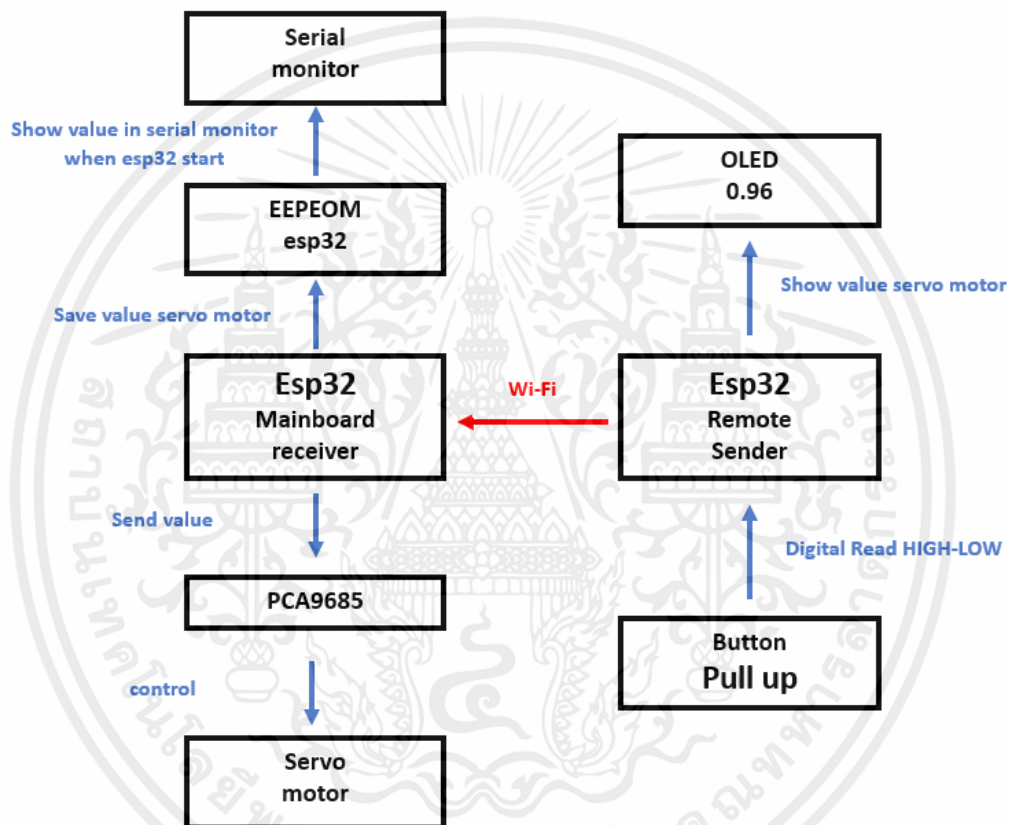 Serial
monitor
Show value in serial monitor
when esp32 start
EEPEOM
esp32
Save value servo motor
Esp32
Mainboard
receiver
Send value
PCA9685
control
Servo
motor
Wi-Fi
OLED
0.96
Show value servo motor
Esp32
Remote
Sender
Digital Read HIGH-LOW
Button
Pull up